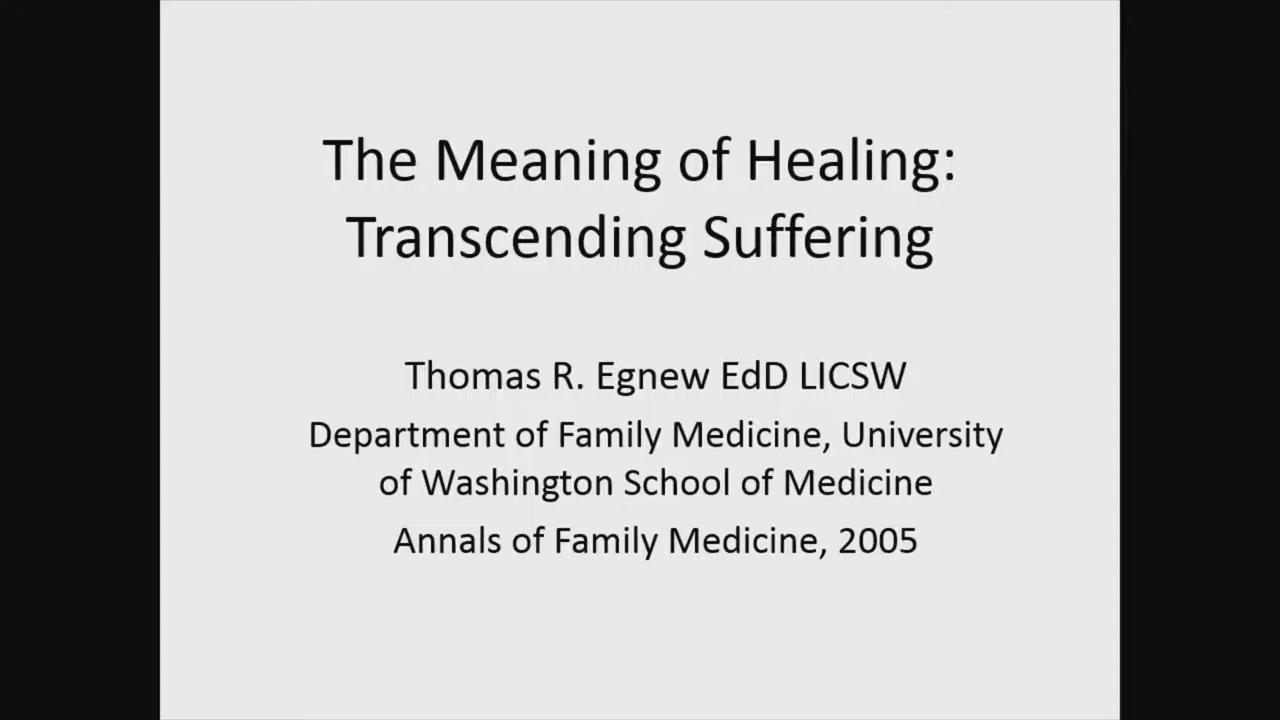 The Meaning of Healing:
Transcending Suffering
Thomas R. Egnew EdD LICSW
Department of Family Medicine, University
of Washington School of Medicine
Annals of Family Medicine, 2005